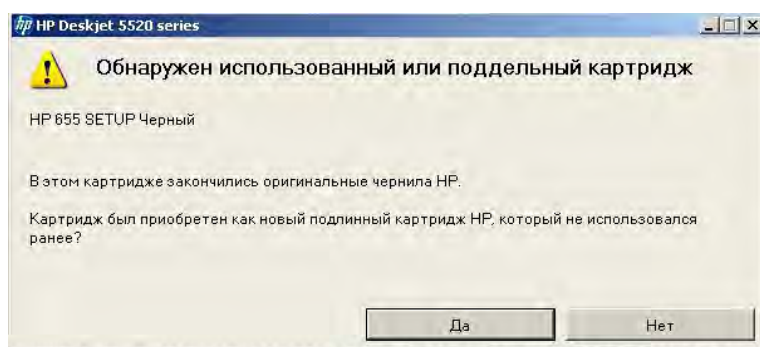 hp HP Deskjet 5520 series
Обнаружен использованный или поддельный картридж
HP 655 SETUP Черный
В этом картридже закончились оригинальные чернила HP.
Картридж был приобретен как новый подлинный картридж HP, который не использовался
ранее?
Да
Нет